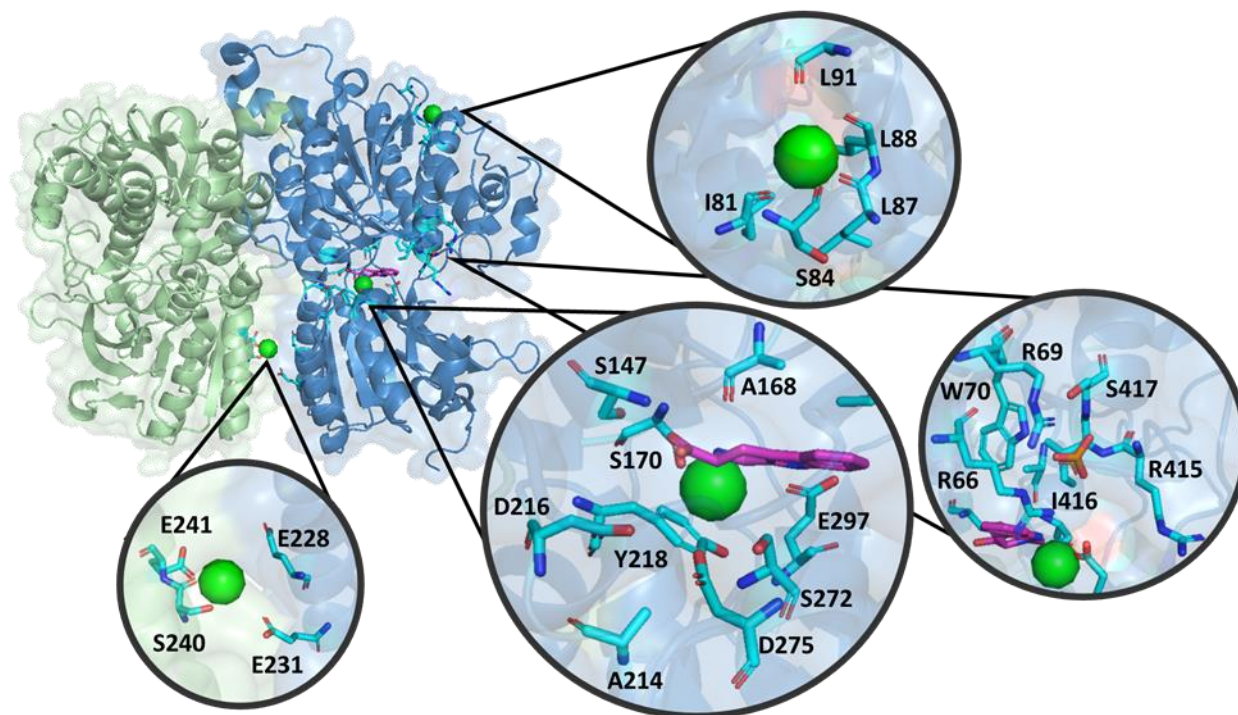 L91
L88
I81
L87
S84
S147
A168
S170
D216
E297
Y218
S272
D275
A214
R69
W70
S417
R66
R415
I416
E241
E228
S240
E231